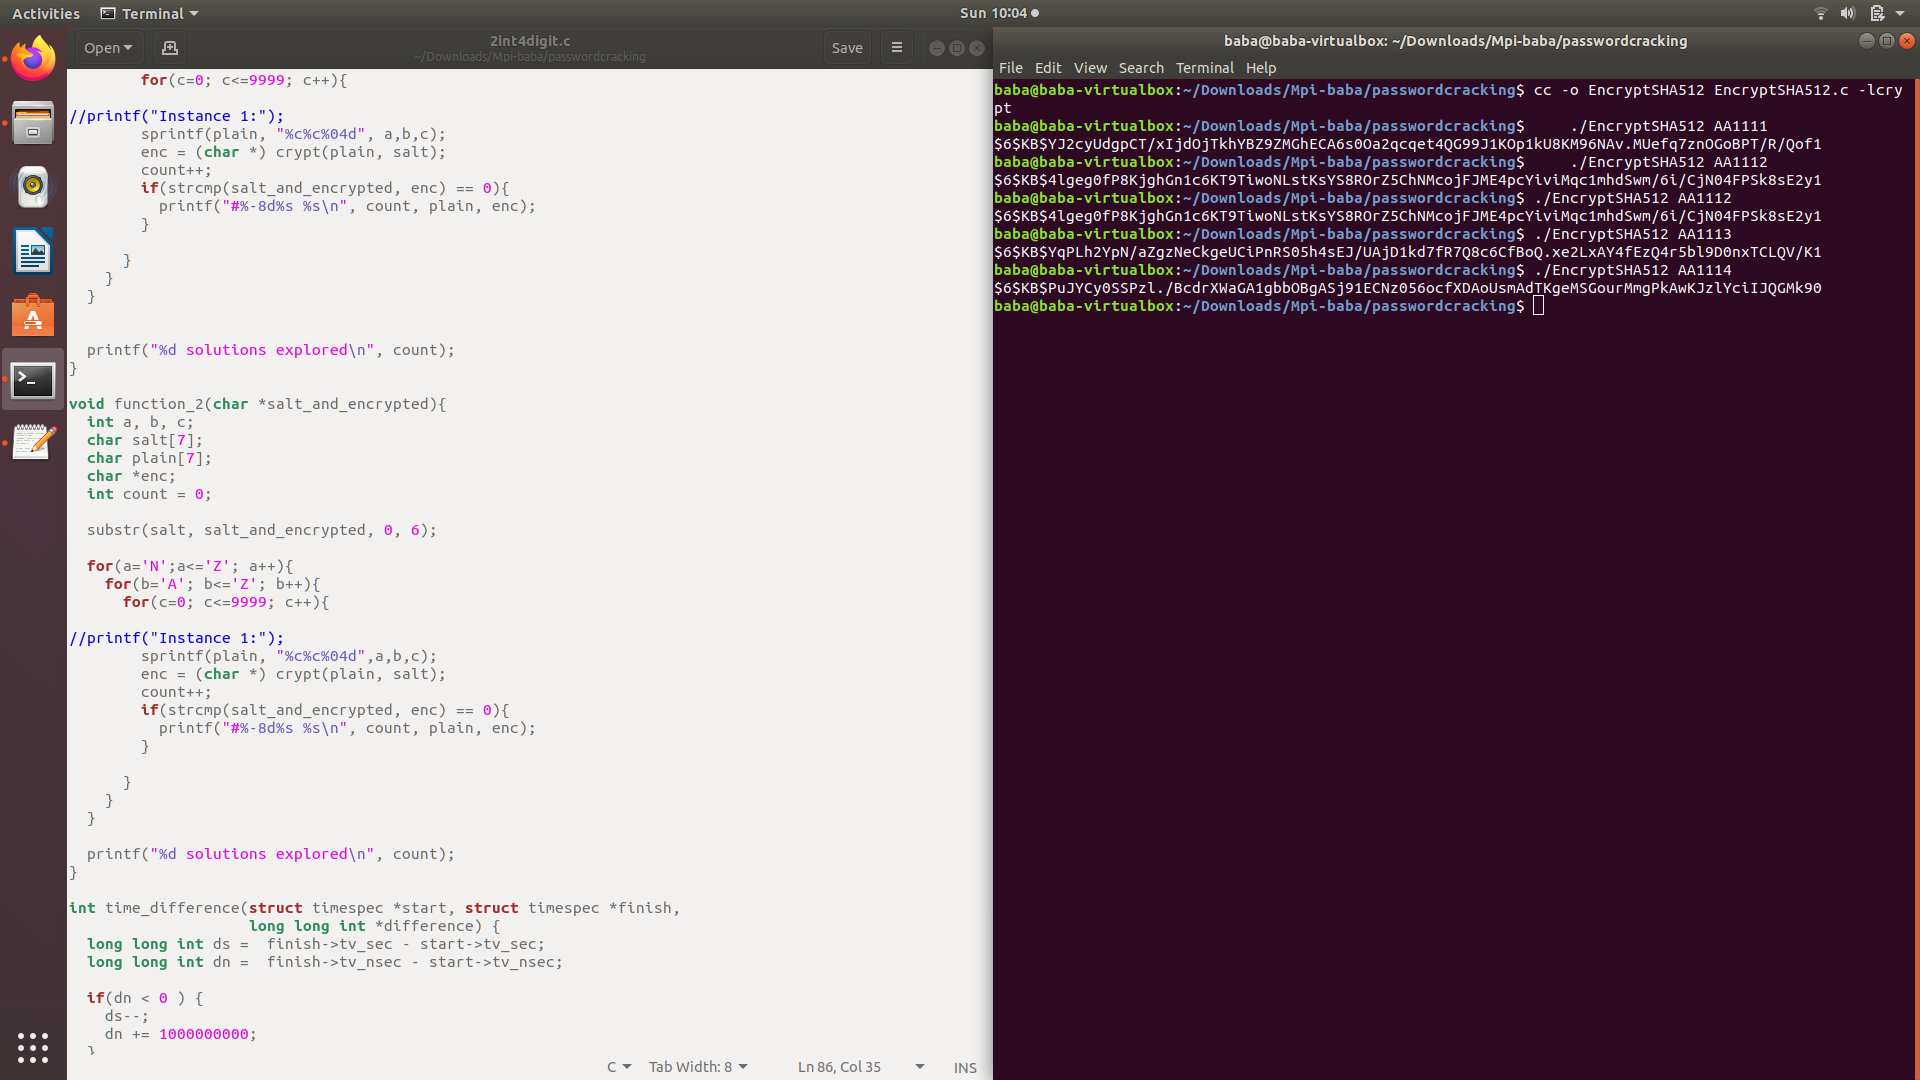 Activities Terminal Sun 10:04
Open 2int4digit.c Save
~/Downloads/Mpi-baba/passwordcracking
for(c=0; c<=9999; c++){
//printf("Instance 1:");
sprintf(plain, "%c%c%04d", a,b,c);
enc = (char *) crypt(plain, salt);
count++;
if(strcmp(salt_and_encrypted, enc) == 0){
printf("#%-8d%s %s\n", count, plain, enc);
}
}
}
}
printf("%d solutions explored\n", count);
}
void function_2(char *salt_and_encrypted){
int a, b, c;
char salt[7];
char plain[7];
char *enc;
int count = 0;
substr(salt, salt_and_encrypted, 0, 6);
for(a='N';a<='Z'; a++){
for(b='A'; b<='Z'; b++){
for(c=0; c<=9999; c++){
//printf("Instance 1:");
sprintf(plain, "%c%c%04d",a,b,c);
enc = (char *) crypt(plain, salt);
count++;
if(strcmp(salt_and_encrypted, enc) == 0){
printf("#%-8d%s %s\n", count, plain, enc);
}
}
}
}
printf("%d solutions explored\n", count);
}
int time_difference(struct timespec *start, struct timespec *finish,
long long int *difference) {
long long int ds =  finish->tv_sec - start->tv_sec;
long long int dn =  finish->tv_nsec - start->tv_nsec;
if(dn < 0 ) {
ds--;
dn += 1000000000;
}
C Tab Width: 8 Ln 86, Col 35 INS
baba@baba-virtualbox: ~/Downloads/Mpi-baba/passwordcracking
File Edit View Search Terminal Help
baba@baba-virtualbox:~/Downloads/Mpi-baba/passwordcracking$ cc -o EncryptSHA512 EncryptSHA512.c -lcry
pt
baba@baba-virtualbox:~/Downloads/Mpi-baba/passwordcracking$     ./EncryptSHA512 AA1111
$6$KB$YJ2cyUdgpCT/xIjdOjTkhYBZ9ZMGhECA6s0Oa2qcqet4QG99J1KOp1kU8KM96NAv.MUefq7znOGoBPT/R/Qof1
baba@baba-virtualbox:~/Downloads/Mpi-baba/passwordcracking$     ./EncryptSHA512 AA1112
$6$KB$4lgeg0fP8KjghGn1c6KT9TiwoNLstKsYS8ROrZ5ChNMcojFJME4pcYiviMqc1mhdSwm/6i/CjN04FPSk8sE2y1
baba@baba-virtualbox:~/Downloads/Mpi-baba/passwordcracking$ ./EncryptSHA512 AA1112
$6$KB$4lgeg0fP8KjghGn1c6KT9TiwoNLstKsYS8ROrZ5ChNMcojFJME4pcYiviMqc1mhdSwm/6i/CjN04FPSk8sE2y1
baba@baba-virtualbox:~/Downloads/Mpi-baba/passwordcracking$ ./EncryptSHA512 AA1113
$6$KB$YqPLh2YpN/aZgzNeCkgeUCiPnRS05h4sEJ/UAjD1kd7fR7Q8c6CfBoQ.xe2LxAY4fEzQ4r5bl9D0nxTCLQV/K1
baba@baba-virtualbox:~/Downloads/Mpi-baba/passwordcracking$ ./EncryptSHA512 AA1114
$6$KB$PuJYCy0SSPzl./BcdrXWaGA1gbbOBgASj91ECNz056ocfXDAoUsmAdTKgeMSGourMmgPkAwKJzlYciIJQGMk90
baba@baba-virtualbox:~/Downloads/Mpi-baba/passwordcracking$